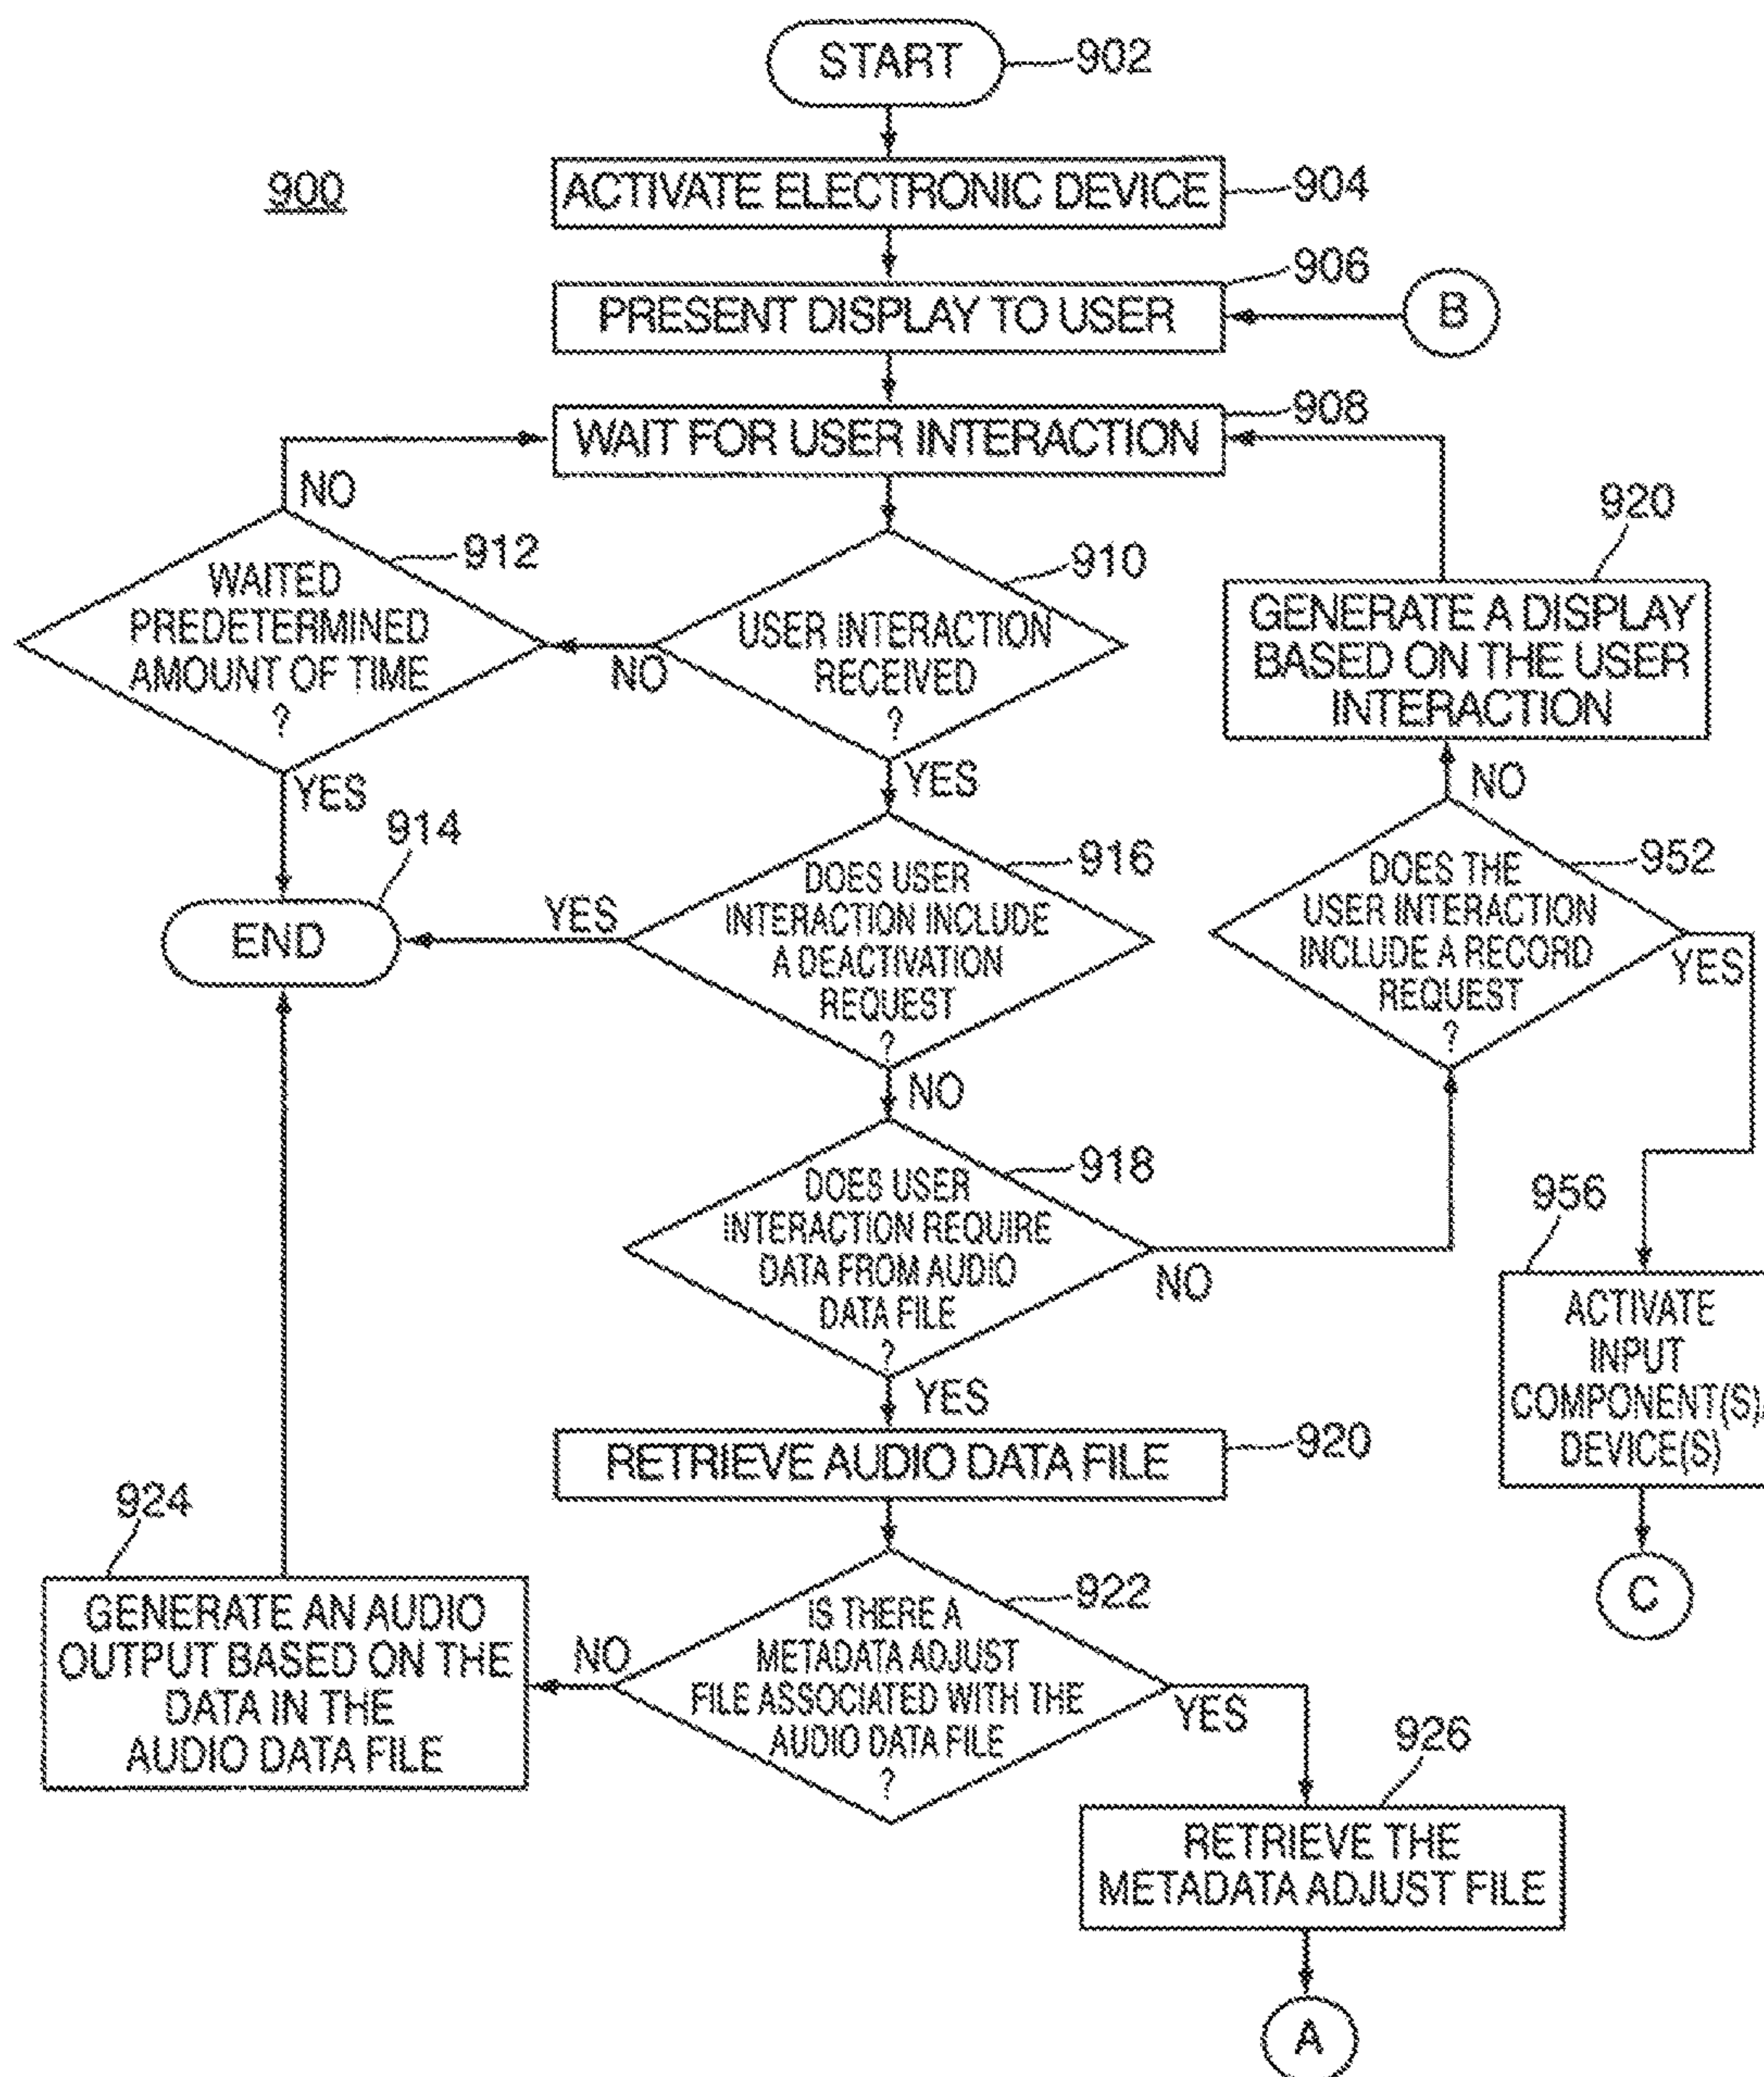 START
902
900
ACTIVATE ELECTRONIC DEVICE
904
906
PRESENT DISPLAY TO USER
B
908
WAIT FOR USER INTERACTION
NO
912
WAITED
PREDETERMINED
AMOUNT OF TIME
?
YES
910
USER INTERACTION
RECEIVED
?
NO
YES
920
GENERATE A DISPLAY
BASED ON THE USER
INTERACTION
NO
914
END
916
DOES USER
INTERACTION INCLUDE
A DEACTIVATION
REQUEST
?
YES
NO
952
DOES THE
USER INTERACTION
INCLUDE A RECORD
REQUEST
?
YES
918
DOES USER
INTERACTION REQUIRE
DATA FROM AUDIO
DATA FILE
?
NO
YES
956
ACTIVATE
INPUT
COMPONENT(S)/
DEVICE(S)
C
RETRIEVE AUDIO DATA FILE
920
924
GENERATE AN AUDIO
OUTPUT BASED ON THE
DATA IN THE
AUDIO DATA FILE
922
IS THERE A
METADATA ADJUST
FILE ASSOCIATED WITH THE
AUDIO DATA FILE
?
NO
YES
926
RETRIEVE THE
METADATA ADJUST FILE
A